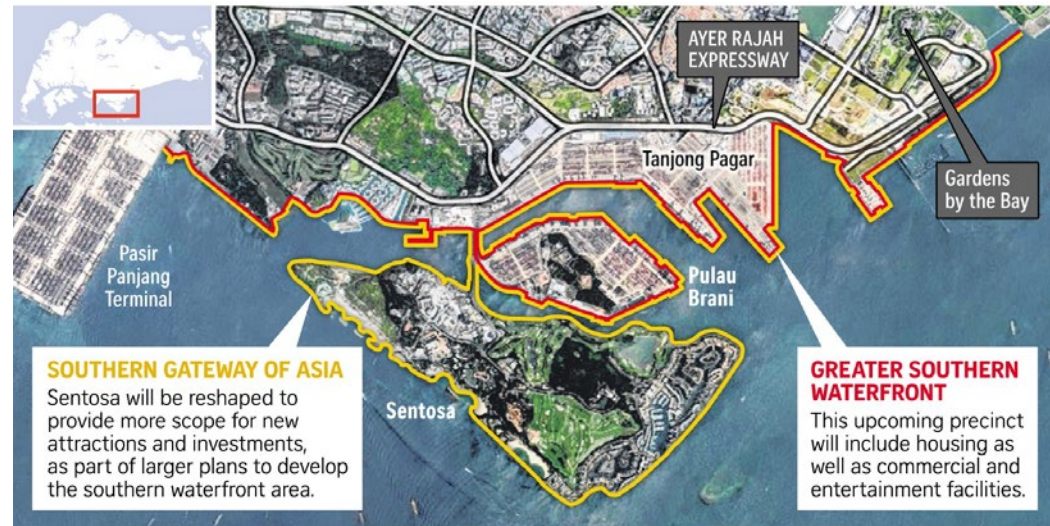 AYER RAJAH
EXPRESSWAY
Tanjong Pagar
Gardens
by the Bay
Pasir
Panjang
Terminal
Pulau
Brani
Sentosa
SOUTHERN GATEWAY OF ASIA
Sentosa will be reshaped to
provide more scope for new
attractions and investments,
as part of larger plans to develop
the southern waterfront area.
GREATER SOUTHERN
WATERFRONT
This upcoming precinct
will include housing as
well as commercial and
entertainment facilities.